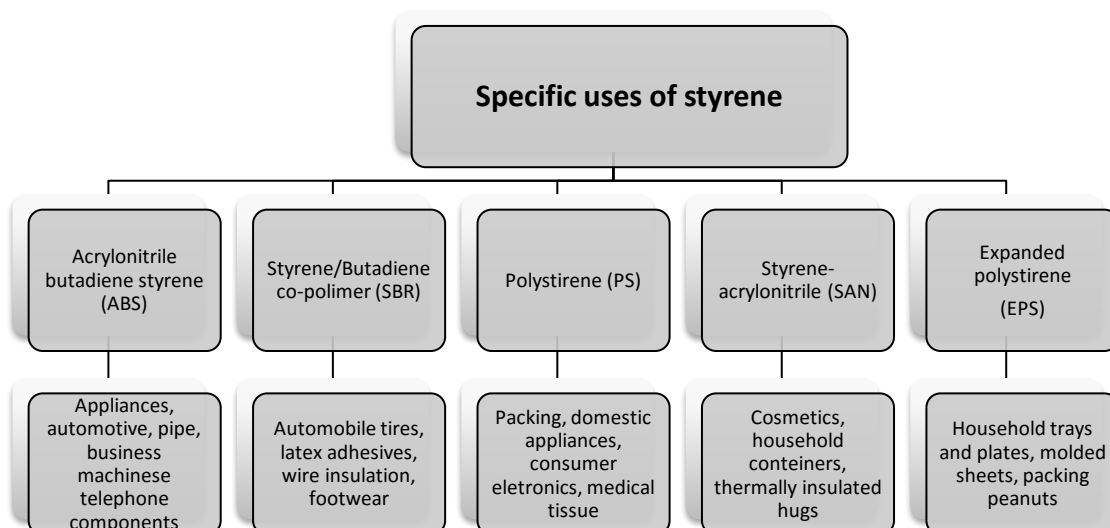 Specific uses of styrene
Acrylonitrile
butadiene styrene
(ABS)
Styrene/Butadiene
co-polimer (SBR)
Polystirene (PS)
Styrene-
acrylonitrile (SAN)
Expanded
polystirene
(EPS)
Appliances,
automotive, pipe,
business
machinese
telephone
components
Automobile tires,
latex adhesives,
wire insulation,
footwear
Packing, domestic
appliances,
consumer
eletronics, medical
tissue
Cosmetics,
household
conteiners,
thermally insulated
hugs
Household trays
and plates, molded
sheets, packing
peanuts